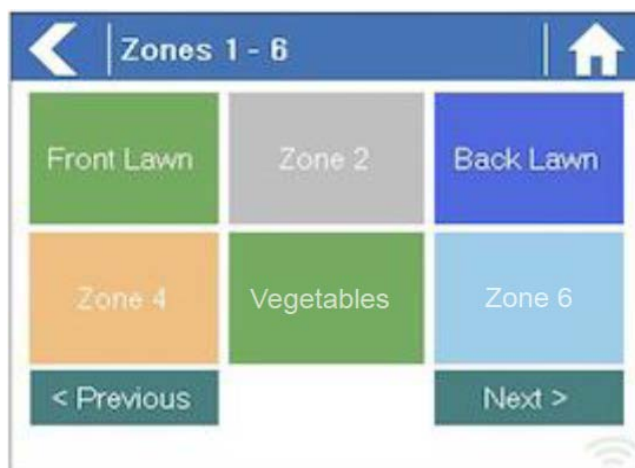 Zones 1 - 6
Front Lawn Zone 2 Back Lawn
Zone 4 Vegetables Zone 6
< Previous Next >